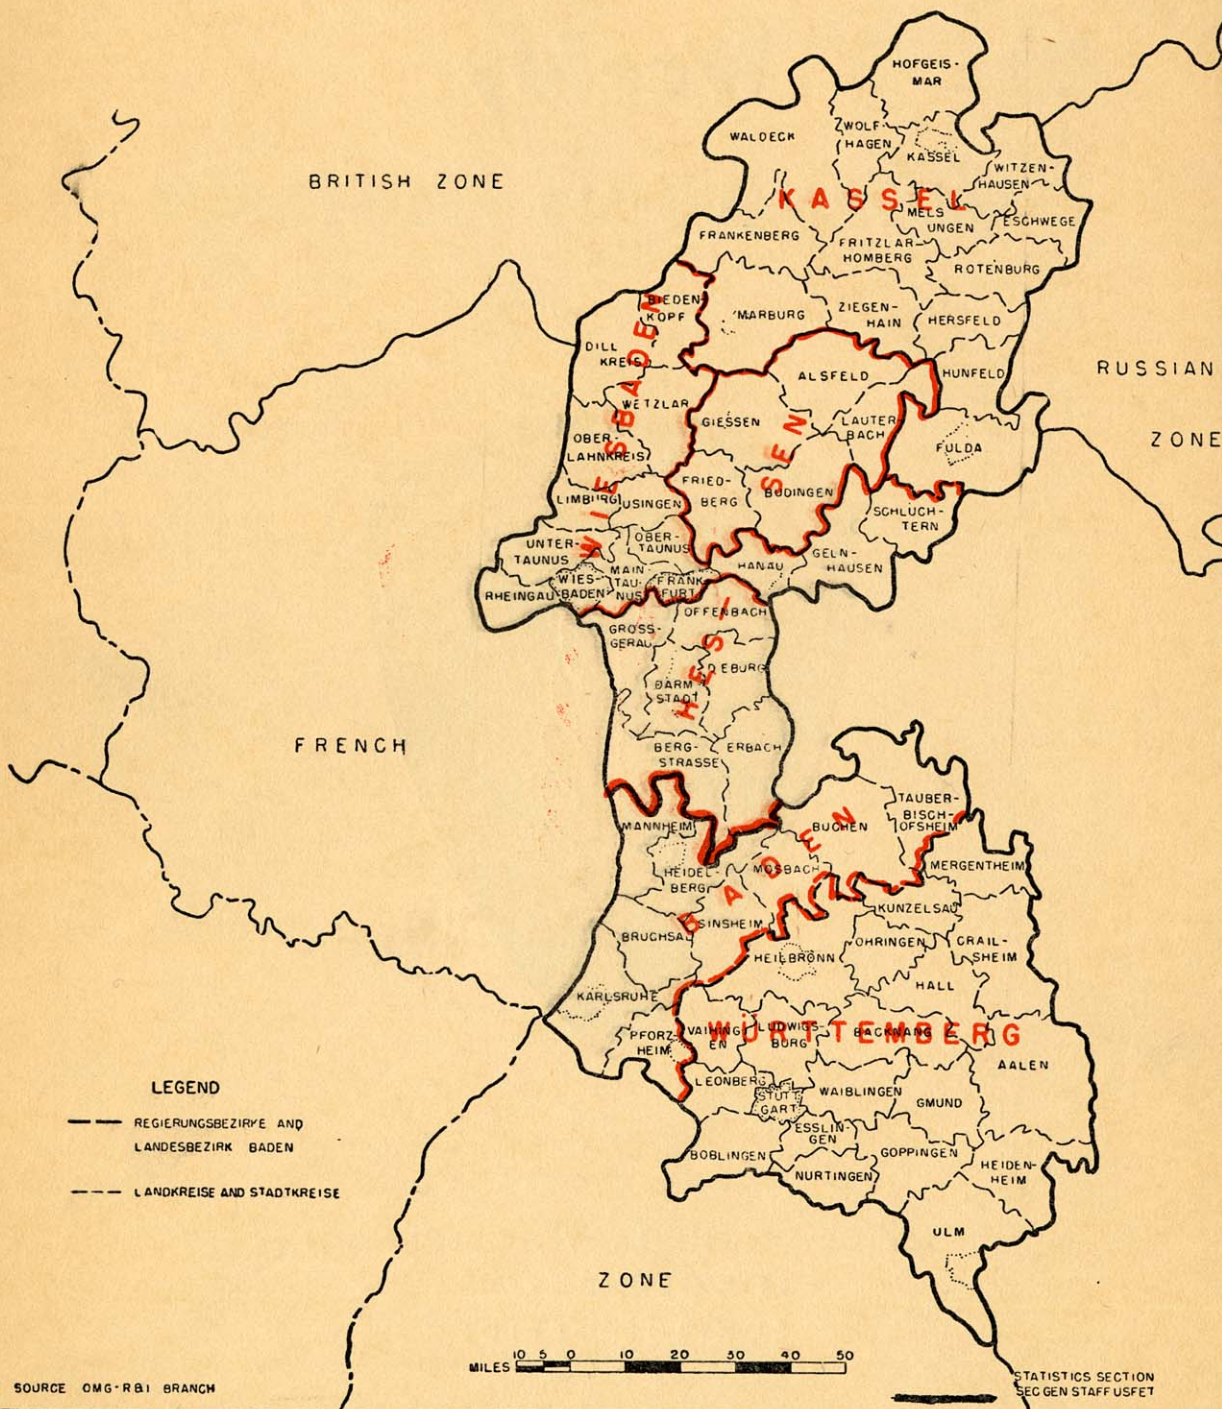 HOFGEIS-
MAR
WALDECK
WOLF-
HAGEN
KASSEL
WITZEN-
HAUSEN
KASSEL
MELS
UNGEN
ESCHWEGE
BRITISH ZONE
FRANKENBERG
FRITZLAR-
HOMBERG
ROTENBURG
BIEDEN-
KOPF
MARBURG
ZIEGEN-
HAIN
HERSFELD
DILL
KREIS
ALSFELD
HUNFELD
RUSSIAN
ZONE
WETZLAR
GIESSEN
LAUTER
BACH
FULDA
OBER-
LAHNKREIS
WIESBADEN
FRIED-
BERG
BUDINGEN
LIMBURG
USINGEN
SCHLUCH-
TERN
UNTER-
TAUNUS
OBER-
TAUNUS
HANAU
GELN-
HAUSEN
RHEINGAU
WIES-
BADEN
MAIN
TAU-
NUS
FRANK
FURT
OFFENBACH
GROSS-
GERAU
HES-
SEN
DIEBURG
DARM
STADT
FRENCH
BERG-
STRASSE
ERBACH
MANNHEIM
BUCHEN
TAUBER-
BISCH-
OFSHEIM
HEIDEL-
BERG
MOSBACH
MERGENTHEIM
BADEN
SINSHEIM
KUNZELSAU
BRUCHSAL
HEILBRONN
OHRINGEN
CRAIL-
SHEIM
HALL
KARLSRUHE
PFORZ-
HEIM
VAIHING
EN
LUDWIGS-
BURG
BACKNANG
WÜRTTEMBERG
AALEN
LEONBERG
STUTT
GART
WAIBLINGEN
GMUND
ESSLIN-
GEN
BOBLINGEN
NURTINGEN
GOPPINGEN
HEIDEN-
HEIM
ULM
ZONE
LEGEND
REGIERUNGSBEZIRKE AND
LANDESBEZIRK BADEN
LANDKREISE AND STADTKREISE
MILES 10 5 0 10 20 30 40 50
SOURCE OMG-RBI BRANCH
STATISTICS SECTION
SEC GEN STAFF USFET